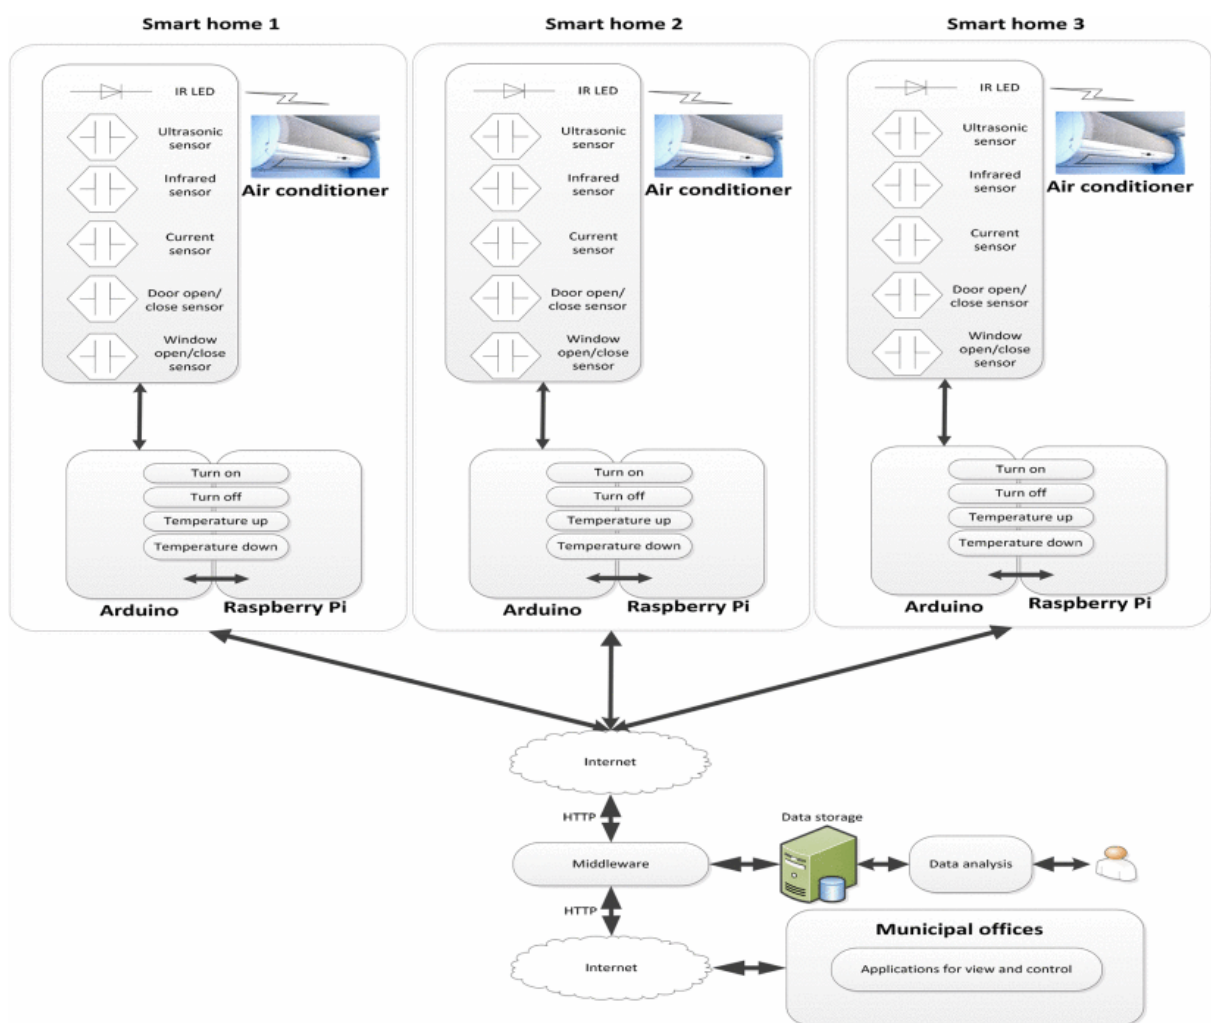 Smart home 1
IR LED
Ultrasonic
sensor
Infrared
sensor
Current
sensor
Door open/
close sensor
Window
open/close
sensor
Air conditioner
Turn on
Turn off
Temperature up
Temperature down
Arduino
Raspberry Pi
Smart home 2
IR LED
Ultrasonic
sensor
Infrared
sensor
Current
sensor
Door open/
close sensor
Window
open/close
sensor
Air conditioner
Turn on
Turn off
Temperature up
Temperature down
Arduino
Raspberry Pi
Smart home 3
IR LED
Ultrasonic
sensor
Infrared
sensor
Current
sensor
Door open/
close sensor
Window
open/close
sensor
Air conditioner
Turn on
Turn off
Temperature up
Temperature down
Arduino
Raspberry Pi
Internet
HTTP
Data storage
Middleware
Data analysis
HTTP
Municipal offices
Internet
Applications for view and control